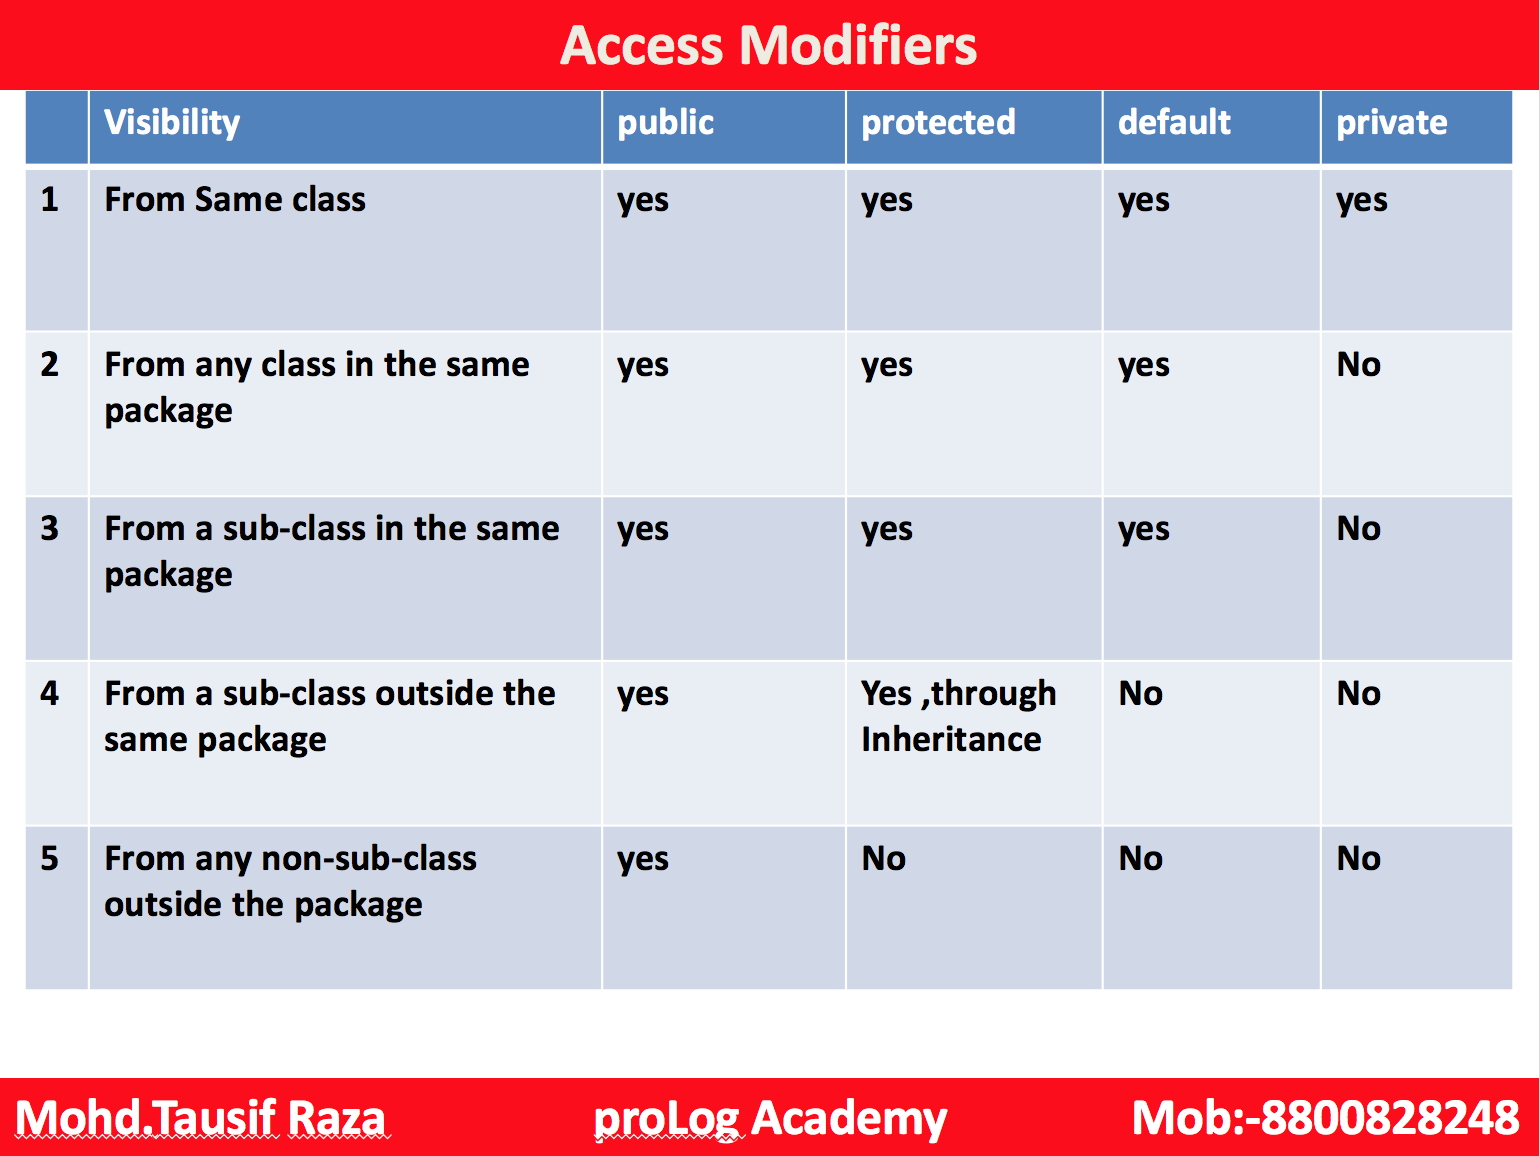 Access Modifiers
Visibility public protected default private
1 From Same class yes yes yes yes
2 From any class in the same yes yes yes No
package
3 From a sub-class in the same yes yes yes No
package
4 From a sub-class outside the yes Yes ,through No No
same package Inheritance
5 From any non-sub-class yes No No No
outside the package
Mohd.Tausif Raza proLog Academy Mob:-8800828248